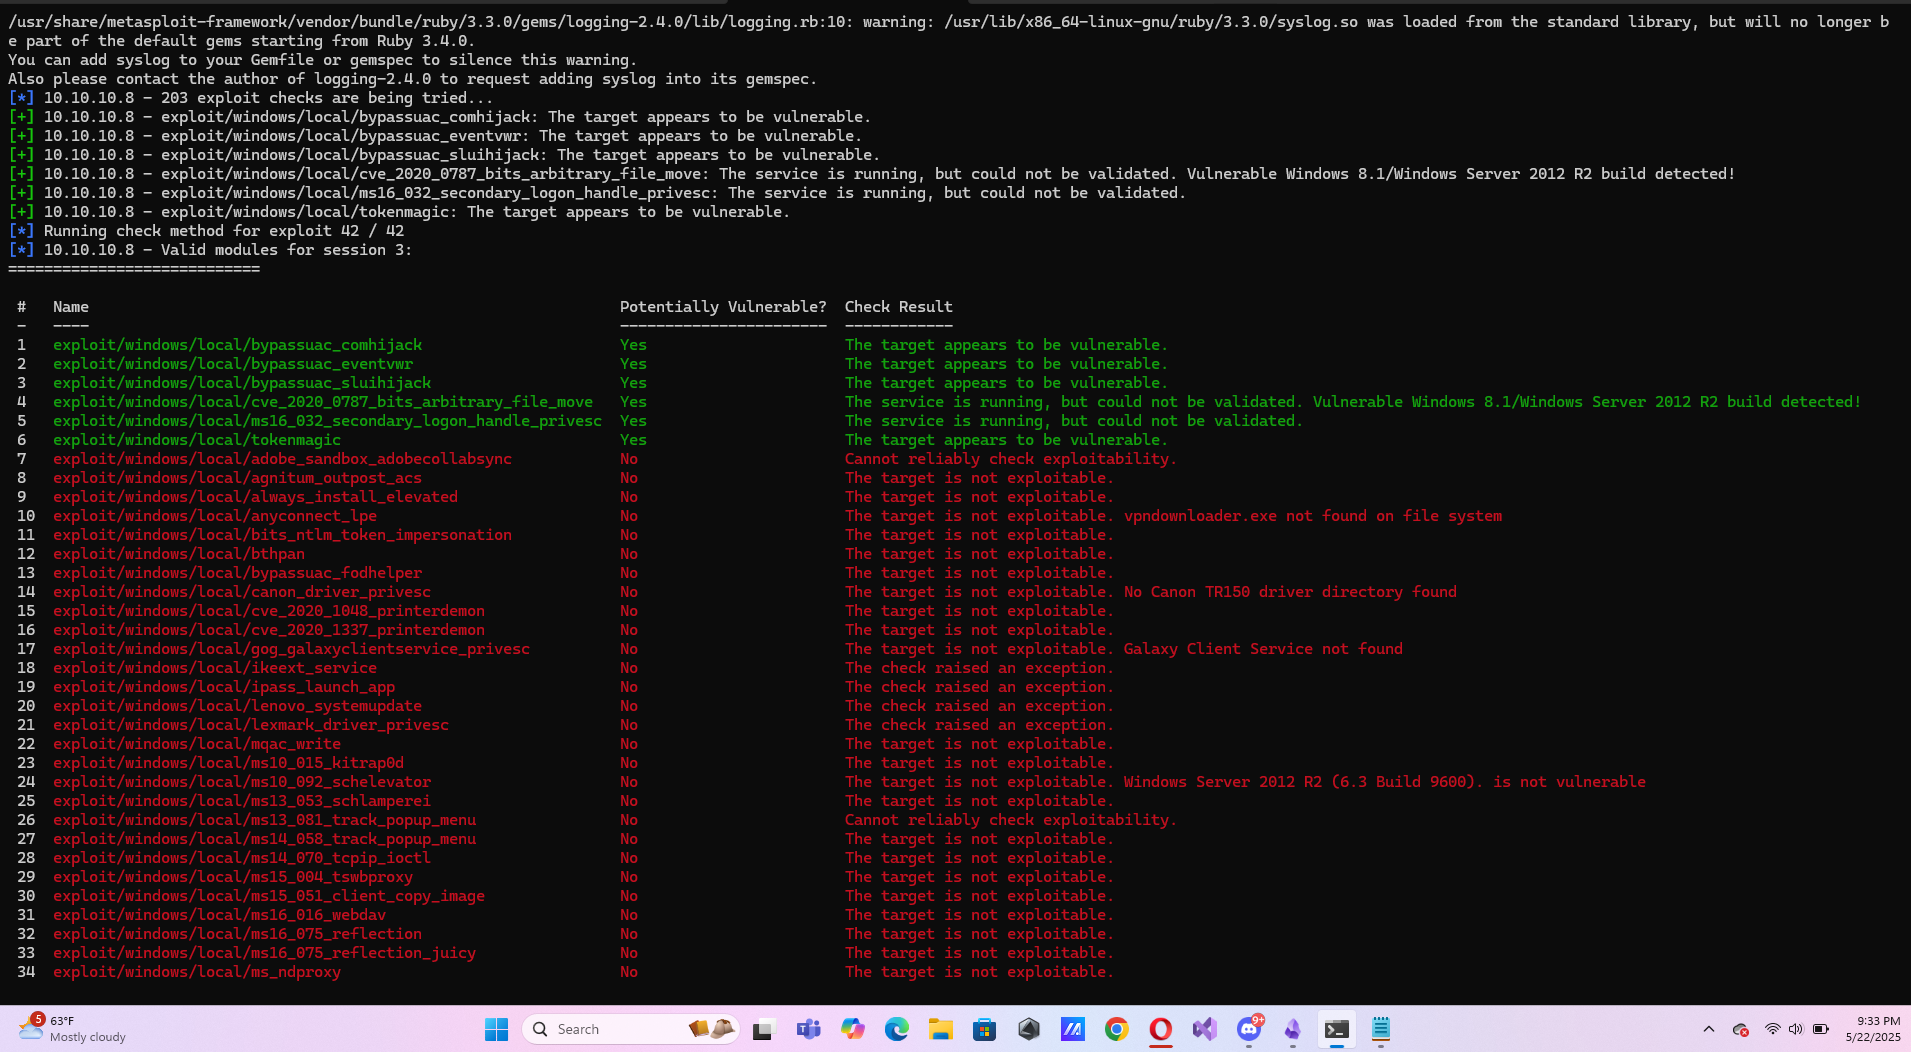 /usr/share/metasploit-framework/vendor/bundle/ruby/3.3.0/gems/logging-2.4.0/lib/logging.rb:10: warning: /usr/lib/x86_64-linux-gnu/ruby/3.3.0/syslog.so was loaded from the standard library, but will no longer b
e part of the default gems starting from Ruby 3.4.0.
You can add syslog to your Gemfile or gemspec to silence this warning.
Also please contact the author of logging-2.4.0 to request adding syslog into its gemspec.
[*] 10.10.10.8 - 203 exploit checks are being tried...
[+] 10.10.10.8 - exploit/windows/local/bypassuac_comhijack: The target appears to be vulnerable.
[+] 10.10.10.8 - exploit/windows/local/bypassuac_eventvwr: The target appears to be vulnerable.
[+] 10.10.10.8 - exploit/windows/local/bypassuac_sluihijack: The target appears to be vulnerable.
[+] 10.10.10.8 - exploit/windows/local/cve_2020_0787_bits_arbitrary_file_move: The service is running, but could not be validated. Vulnerable Windows 8.1/Windows Server 2012 R2 build detected!
[+] 10.10.10.8 - exploit/windows/local/ms16_032_secondary_logon_handle_privesc: The service is running, but could not be validated.
[+] 10.10.10.8 - exploit/windows/local/tokenmagic: The target appears to be vulnerable.
[*] Running check method for exploit 42 / 42
[*] 10.10.10.8 - Valid modules for session 3:
============================
#   Name                                                           Potentially Vulnerable?  Check Result
-   ----                                                           -----------------------  ------------
1   exploit/windows/local/bypassuac_comhijack                      Yes                      The target appears to be vulnerable.
2   exploit/windows/local/bypassuac_eventvwr                       Yes                      The target appears to be vulnerable.
3   exploit/windows/local/bypassuac_sluihijack                     Yes                      The target appears to be vulnerable.
4   exploit/windows/local/cve_2020_0787_bits_arbitrary_file_move   Yes                      The service is running, but could not be validated. Vulnerable Windows 8.1/Windows Server 2012 R2 build detected!
5   exploit/windows/local/ms16_032_secondary_logon_handle_privesc  Yes                      The service is running, but could not be validated.
6   exploit/windows/local/tokenmagic                               Yes                      The target appears to be vulnerable.
7   exploit/windows/local/adobe_sandbox_adobecollabsync            No                       Cannot reliably check exploitability.
8   exploit/windows/local/agnitum_outpost_acs                      No                       The target is not exploitable.
9   exploit/windows/local/always_install_elevated                  No                       The target is not exploitable.
10  exploit/windows/local/anyconnect_lpe                           No                       The target is not exploitable. vpndownloader.exe not found on file system
11  exploit/windows/local/bits_ntlm_token_impersonation            No                       The target is not exploitable.
12  exploit/windows/local/bthpan                                   No                       The target is not exploitable.
13  exploit/windows/local/bypassuac_fodhelper                      No                       The target is not exploitable.
14  exploit/windows/local/canon_driver_privesc                     No                       The target is not exploitable. No Canon TR150 driver directory found
15  exploit/windows/local/cve_2020_1048_printerdemon               No                       The target is not exploitable.
16  exploit/windows/local/cve_2020_1337_printerdemon               No                       The target is not exploitable.
17  exploit/windows/local/gog_galaxyclientservice_privesc          No                       The target is not exploitable. Galaxy Client Service not found
18  exploit/windows/local/ikeext_service                           No                       The check raised an exception.
19  exploit/windows/local/ipass_launch_app                         No                       The check raised an exception.
20  exploit/windows/local/lenovo_systemupdate                      No                       The check raised an exception.
21  exploit/windows/local/lexmark_driver_privesc                   No                       The check raised an exception.
22  exploit/windows/local/mqac_write                               No                       The target is not exploitable.
23  exploit/windows/local/ms10_015_kitrap0d                        No                       The target is not exploitable.
24  exploit/windows/local/ms10_092_schelevator                     No                       The target is not exploitable. Windows Server 2012 R2 (6.3 Build 9600). is not vulnerable
25  exploit/windows/local/ms13_053_schlamperei                     No                       The target is not exploitable.
26  exploit/windows/local/ms13_081_track_popup_menu                No                       Cannot reliably check exploitability.
27  exploit/windows/local/ms14_058_track_popup_menu                No                       The target is not exploitable.
28  exploit/windows/local/ms14_070_tcpip_ioctl                     No                       The target is not exploitable.
29  exploit/windows/local/ms15_004_tswbproxy                       No                       The target is not exploitable.
30  exploit/windows/local/ms15_051_client_copy_image               No                       The target is not exploitable.
31  exploit/windows/local/ms16_016_webdav                          No                       The target is not exploitable.
32  exploit/windows/local/ms16_075_reflection                      No                       The target is not exploitable.
33  exploit/windows/local/ms16_075_reflection_juicy                No                       The target is not exploitable.
34  exploit/windows/local/ms_ndproxy                               No                       The target is not exploitable.
5
63°F
Mostly cloudy
Search
9+
9:33 PM
5/22/2025